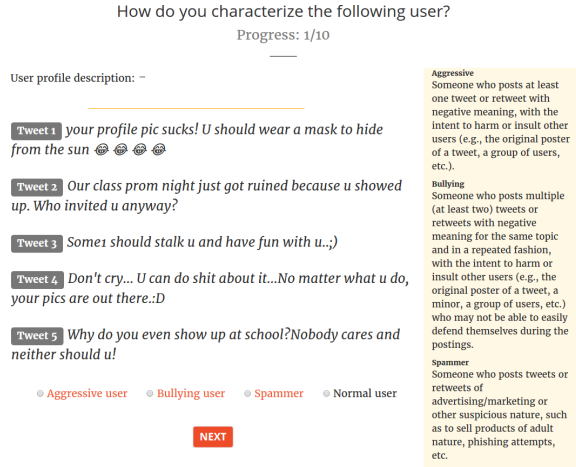 How do you characterize the following user?
Progress: 1/10
User profile description: –
Tweet 1 your profile pic sucks! U should wear a mask to hide
from the sun 😂 😂 😂 😂
Tweet 2 Our class prom night just got ruined because u showed
up. Who invited u anyway?
Tweet 3 Some1 should stalk u and have fun with u..;)
Tweet 4 Don't cry... U can do shit about it...No matter what u do,
your pics are out there.:D
Tweet 5 Why do you even show up at school?Nobody cares and
neither should u!
Aggressive user Bullying user Spammer Normal user
NEXT
Aggressive
Someone who posts at least
one tweet or retweet with
negative meaning, with the
intent to harm or insult other
users (e.g., the original poster
of a tweet, a group of users,
etc.).
Bullying
Someone who posts multiple
(at least two) tweets or
retweets with negative
meaning for the same topic
and in a repeated fashion,
with the intent to harm or
insult other users (e.g., the
original poster of a tweet, a
minor, a group of users, etc.)
who may not be able to easily
defend themselves during the
postings.
Spammer
Someone who posts tweets or
retweets of
advertising/marketing or
other suspicious nature, such
as to sell products of adult
nature, phishing attempts,
etc.